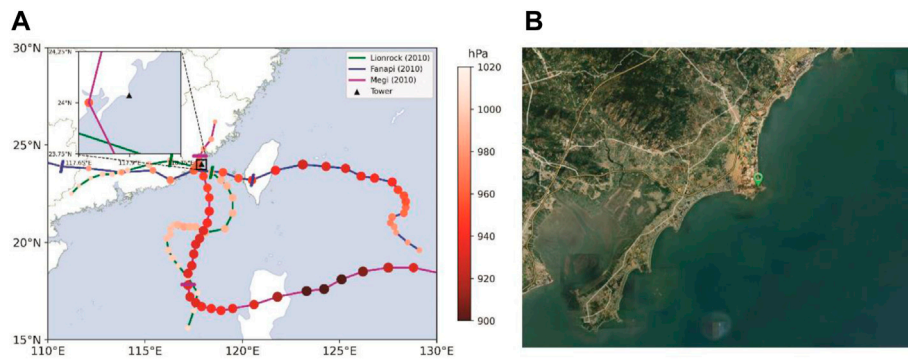 A
B
30°N
25°N
20°N
15°N
110°E
115°E
120°E
125°E
130°E
24.25°N
24°N
23.73°N
117.65°E
117.9°E
Lionrock (2010)
Fanapi (2010)
Megi (2010)
Tower
hPa
1020
1000
980
960
940
920
900